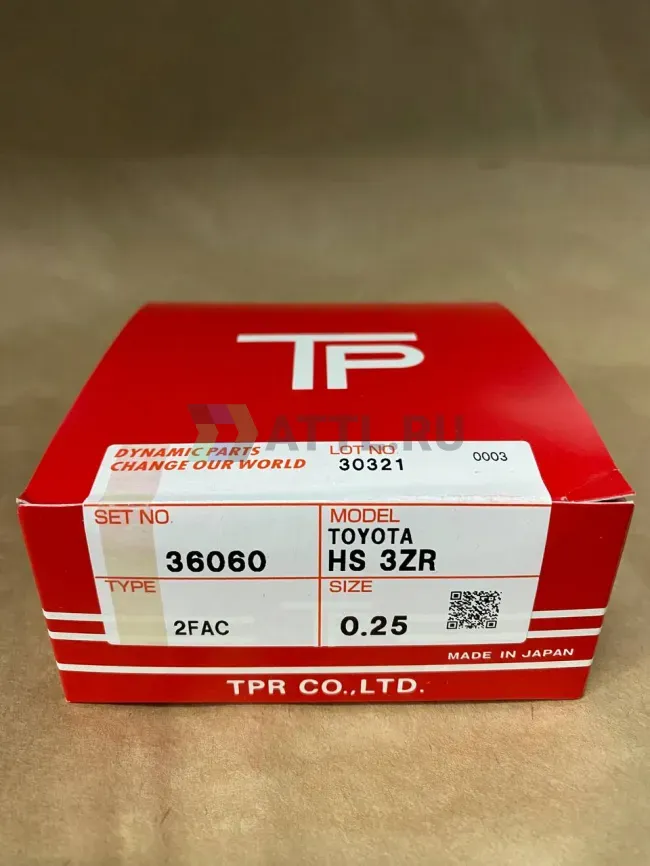 TP
ATTL.RU
DYNAMIC PARTS
CHANGE OUR WORLD
LOT NO
30321
0003
SET NO.
36060
MODEL
TOYOTA
HS 3ZR
TYPE
2FAC
SIZE
0.25
MADE IN JAPAN
TPR CO.,LTD.